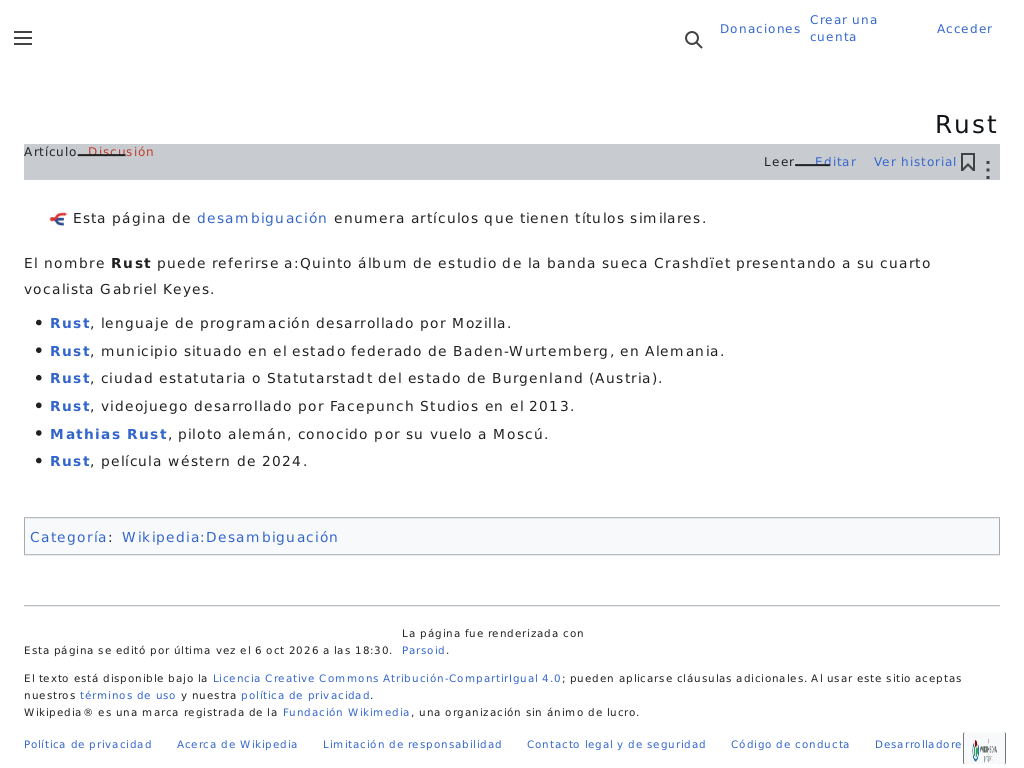 Donaciones
Crear una
cuenta
Acceder
Rust
Artículo Discusión
Leer Editar Ver historial
Esta página de desambiguación enumera artículos que tienen títulos similares.
El nombre Rust puede referirse a:Quinto álbum de estudio de la banda sueca Crashdïet presentando a su cuarto
vocalista Gabriel Keyes.
• Rust, lenguaje de programación desarrollado por Mozilla.
• Rust, municipio situado en el estado federado de Baden-Wurtemberg, en Alemania.
• Rust, ciudad estatutaria o Statutarstadt del estado de Burgenland (Austria).
• Rust, videojuego desarrollado por Facepunch Studios en el 2013.
• Mathias Rust, piloto alemán, conocido por su vuelo a Moscú.
• Rust, película wéstern de 2024.
Categoría: Wikipedia:Desambiguación
Esta página se editó por última vez el 6 oct 2026 a las 18:30.
La página fue renderizada con
Parsoid.
El texto está disponible bajo la Licencia Creative Commons Atribución-CompartirIgual 4.0; pueden aplicarse cláusulas adicionales. Al usar este sitio aceptas
nuestros términos de uso y nuestra política de privacidad.
Wikipedia® es una marca registrada de la Fundación Wikimedia, una organización sin ánimo de lucro.
Política de privacidad Acerca de Wikipedia Limitación de responsabilidad Contacto legal y de seguridad Código de conducta Desarrolladore